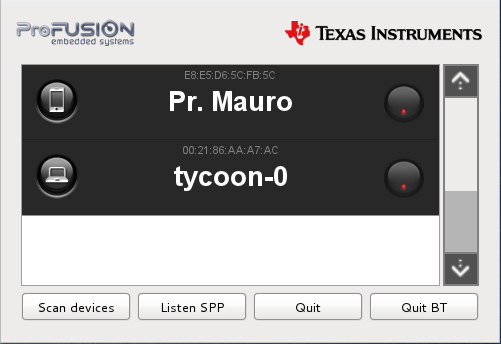 ProFUSION
embedded systems
TEXAS INSTRUMENTS
E8:E5:D6:5C:FB:5C
Pr. Mauro
00:21:86:AA:A7:AC
tycoon-0
Scan devices
Listen SPP
Quit
Quit BT